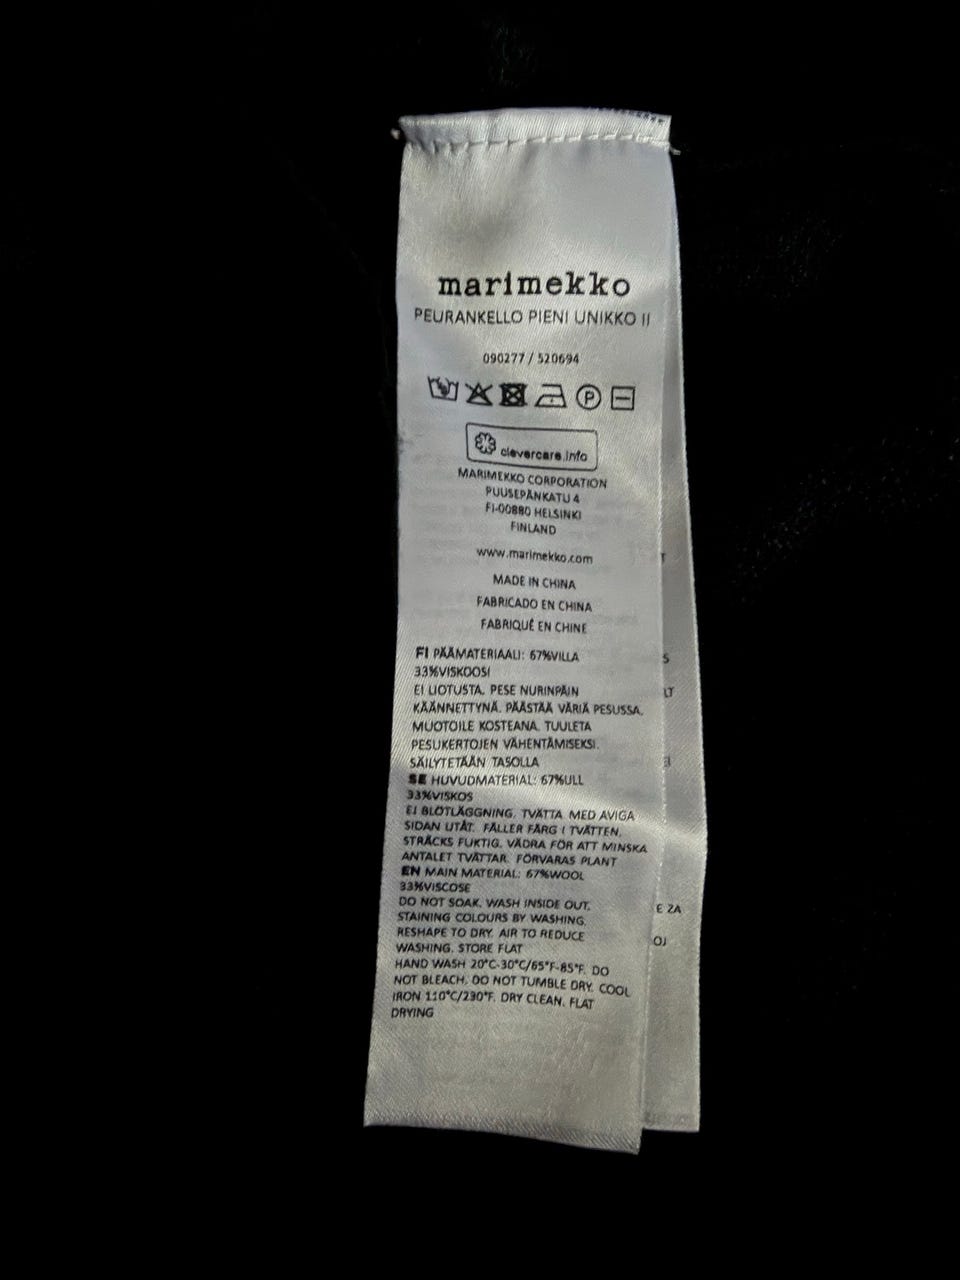 marimekko
PEURANKELLO PIENI UNIKKO II
090277 / 520694
P
clevercare.info
MARIMEKKO CORPORATION
PUUSEPÄNKATU 4
FI-00880 HELSINKI
FINLAND
www.marimekko.com
MADE IN CHINA
FABRICADO EN CHINA
FABRIQUÉ EN CHINE
FI PÄÄMATERIAALI: 67%VILLA
33%VISKOOSI
EI LIOTUSTA. PESE NURINPÄIN
KÄÄNNETTYNÄ. PÄÄSTÄÄ VÄRIÄ PESUSSA.
MUOTOILE KOSTEANA. TUULETA
PESUKERTOJEN VÄHENTÄMISEKSI.
SÄILYTETÄÄN TASOLLA
SE HUVUDMATERIAL: 67%ULL
33%VISKOS
EJ BLÖTLÄGGNING. TVÄTTA MED AVIGA
SIDAN UTÅT. FÄLLER FÄRG I TVÄTTEN.
STRÄCKS FUKTIG. VÄDRA FÖR ATT MINSKA
ANTALET TVÄTTAR. FÖRVARAS PLANT
EN MAIN MATERIAL: 67%WOOL
33%VISCOSE
DO NOT SOAK. WASH INSIDE OUT.
STAINING COLOURS BY WASHING.
RESHAPE TO DRY. AIR TO REDUCE
WASHING. STORE FLAT
HAND WASH 20°C-30°C/65°F-85°F. DO
NOT BLEACH. DO NOT TUMBLE DRY. COOL
IRON 110°C/230°F. DRY CLEAN. FLAT
DRYING
E ZA
OJ